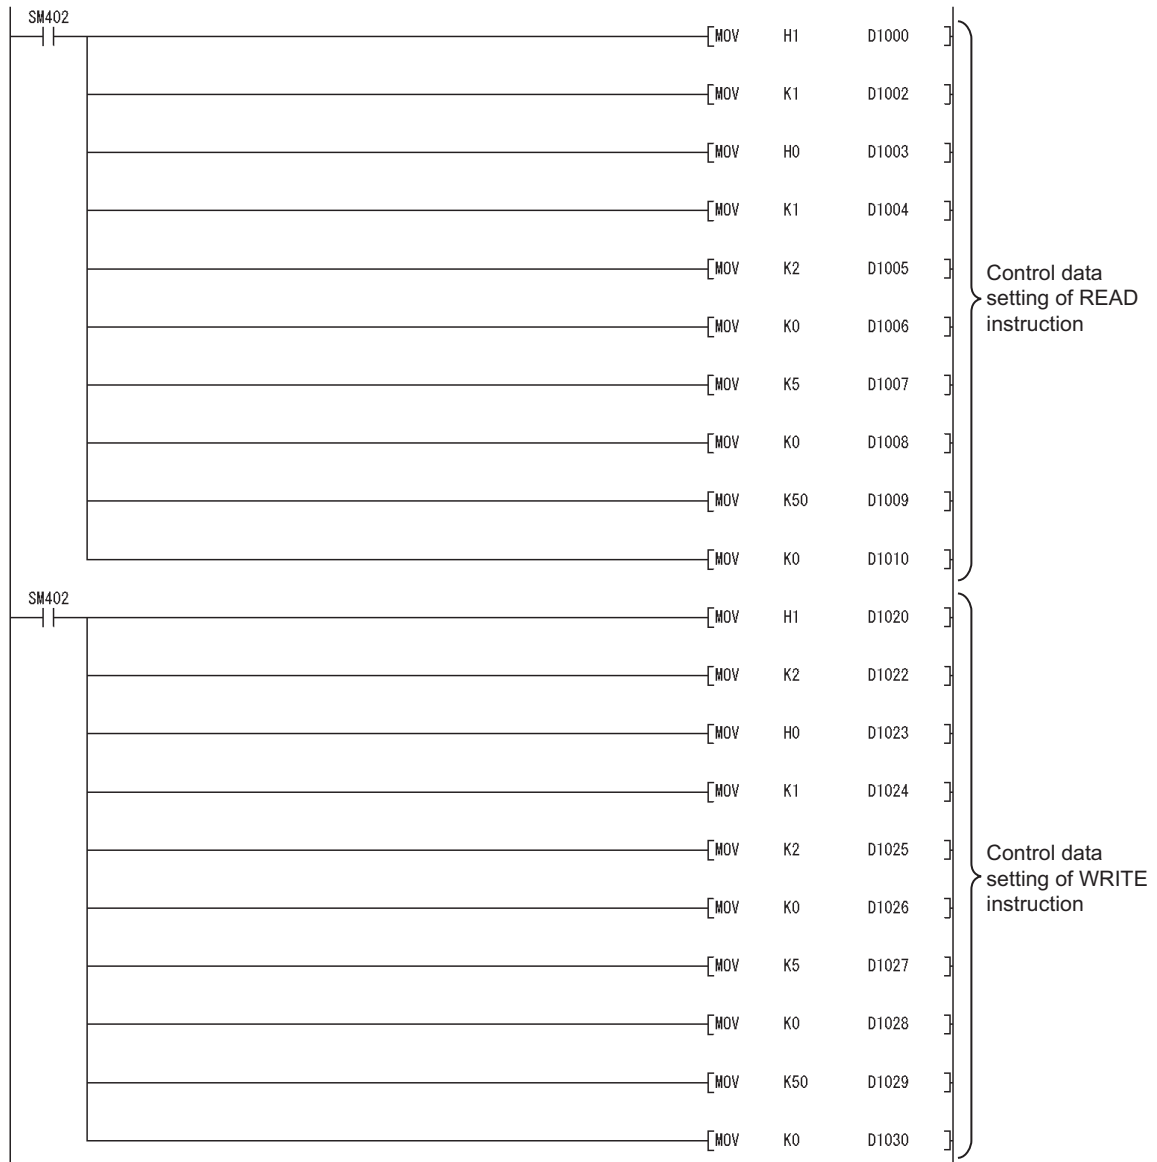 SM402
[MOV H1 D1000 ]
[MOV K1 D1002 ]
[MOV H0 D1003 ]
[MOV K1 D1004 ]
[MOV K2 D1005 ]
[MOV K0 D1006 ]
[MOV K5 D1007 ]
[MOV K0 D1008 ]
[MOV K50 D1009 ]
[MOV K0 D1010 ]
Control data
setting of READ
instruction
SM402
[MOV H1 D1020 ]
[MOV K2 D1022 ]
[MOV H0 D1023 ]
[MOV K1 D1024 ]
[MOV K2 D1025 ]
[MOV K0 D1026 ]
[MOV K5 D1027 ]
[MOV K0 D1028 ]
[MOV K50 D1029 ]
[MOV K0 D1030 ]
Control data
setting of WRITE
instruction